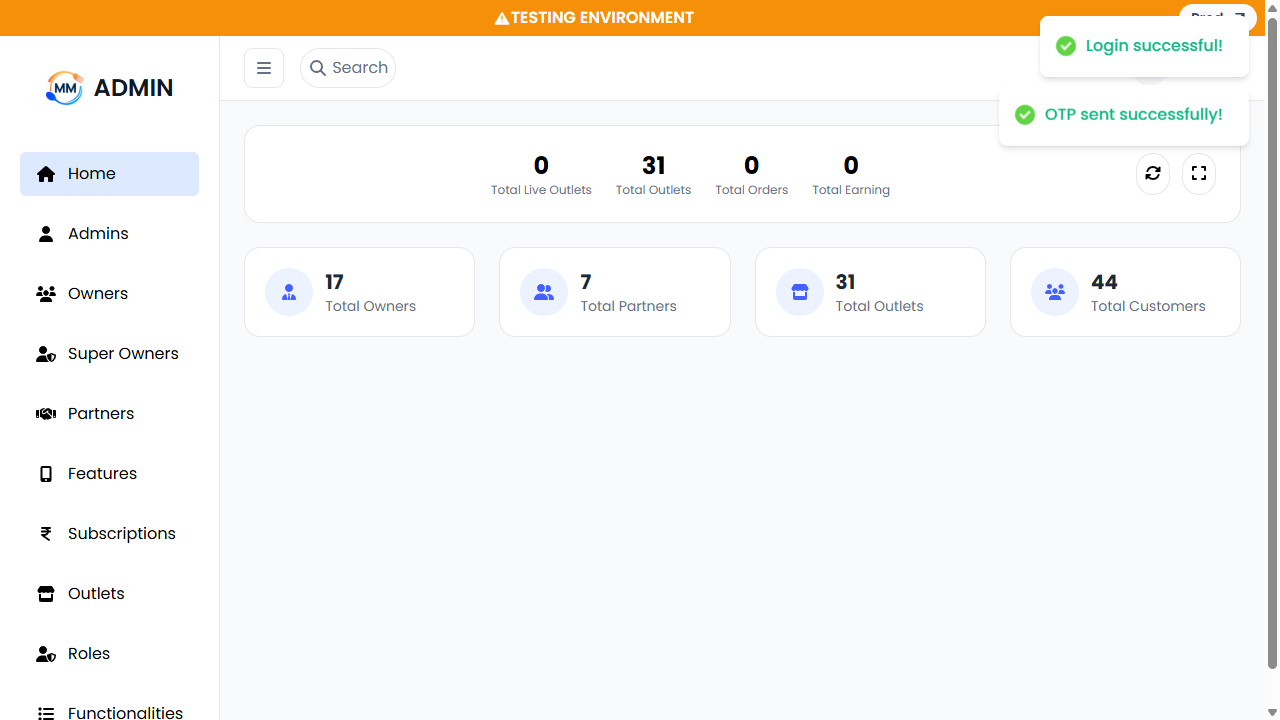 TESTING ENVIRONMENT
Login successful!
OTP sent successfully!
MM ADMIN
Search
Home
Admins
Owners
Super Owners
Partners
Features
Subscriptions
Outlets
Roles
Functionalities
0
Total Live Outlets
31
Total Outlets
0
Total Orders
0
Total Earning
17
Total Owners
7
Total Partners
31
Total Outlets
44
Total Customers